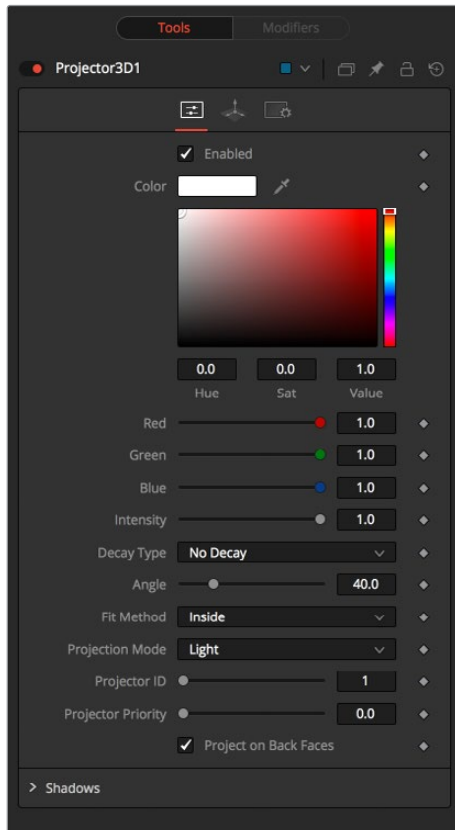 Tools Modifiers
Projector3D1
Enabled
Color
0.0 0.0 1.0
Hue Sat Value
Red 1.0
Green 1.0
Blue 1.0
Intensity 1.0
Decay Type No Decay
Angle 40.0
Fit Method Inside
Projection Mode Light
Projector ID 1
Projector Priority 0.0
Project on Back Faces
Shadows